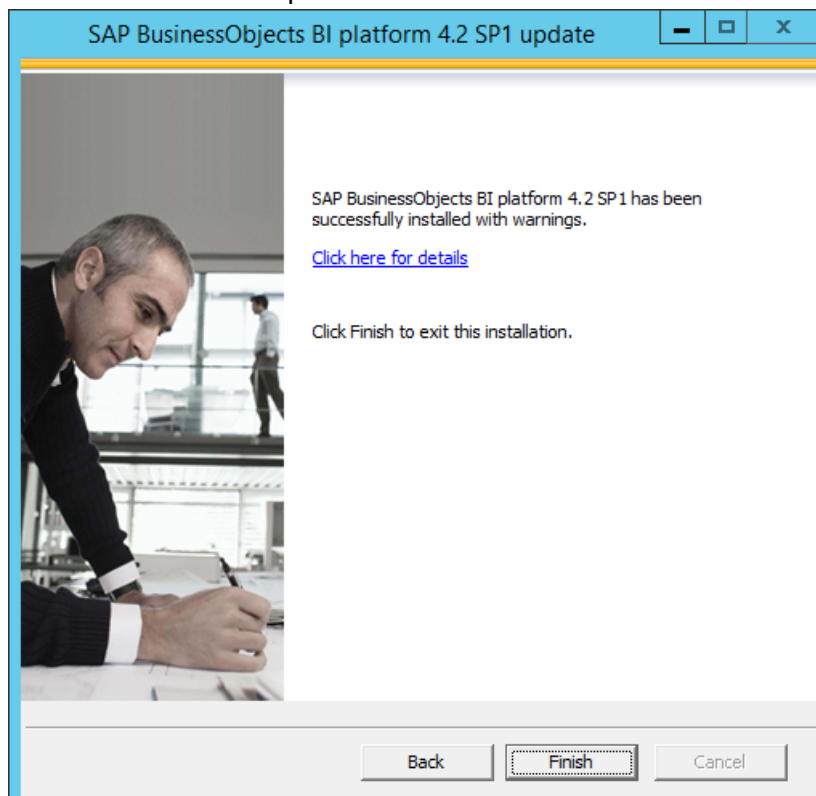 SAP BusinessObjects BI platform 4.2 SP1 update
SAP BusinessObjects BI platform 4.2 SP1 has been
successfully installed with warnings.
Click here for details
Click Finish to exit this installation.
Back Finish Cancel